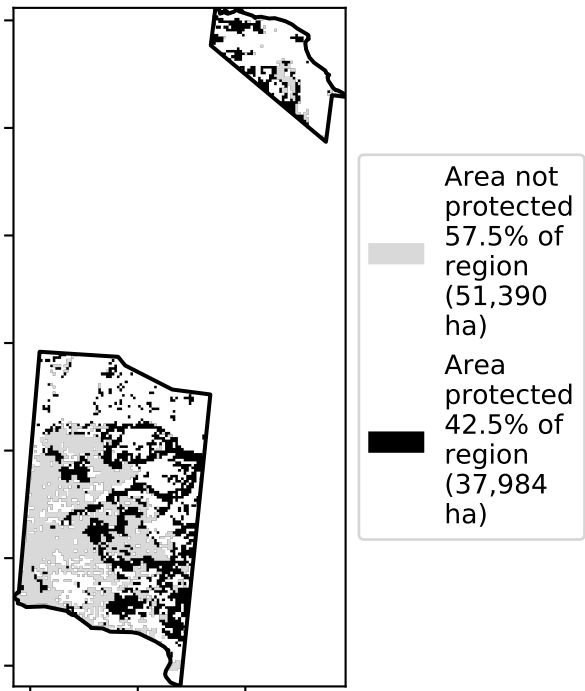 Area not
protected
57.5% of
region
(51,390
ha)
Area
protected
42.5% of
region
(37,984
ha)